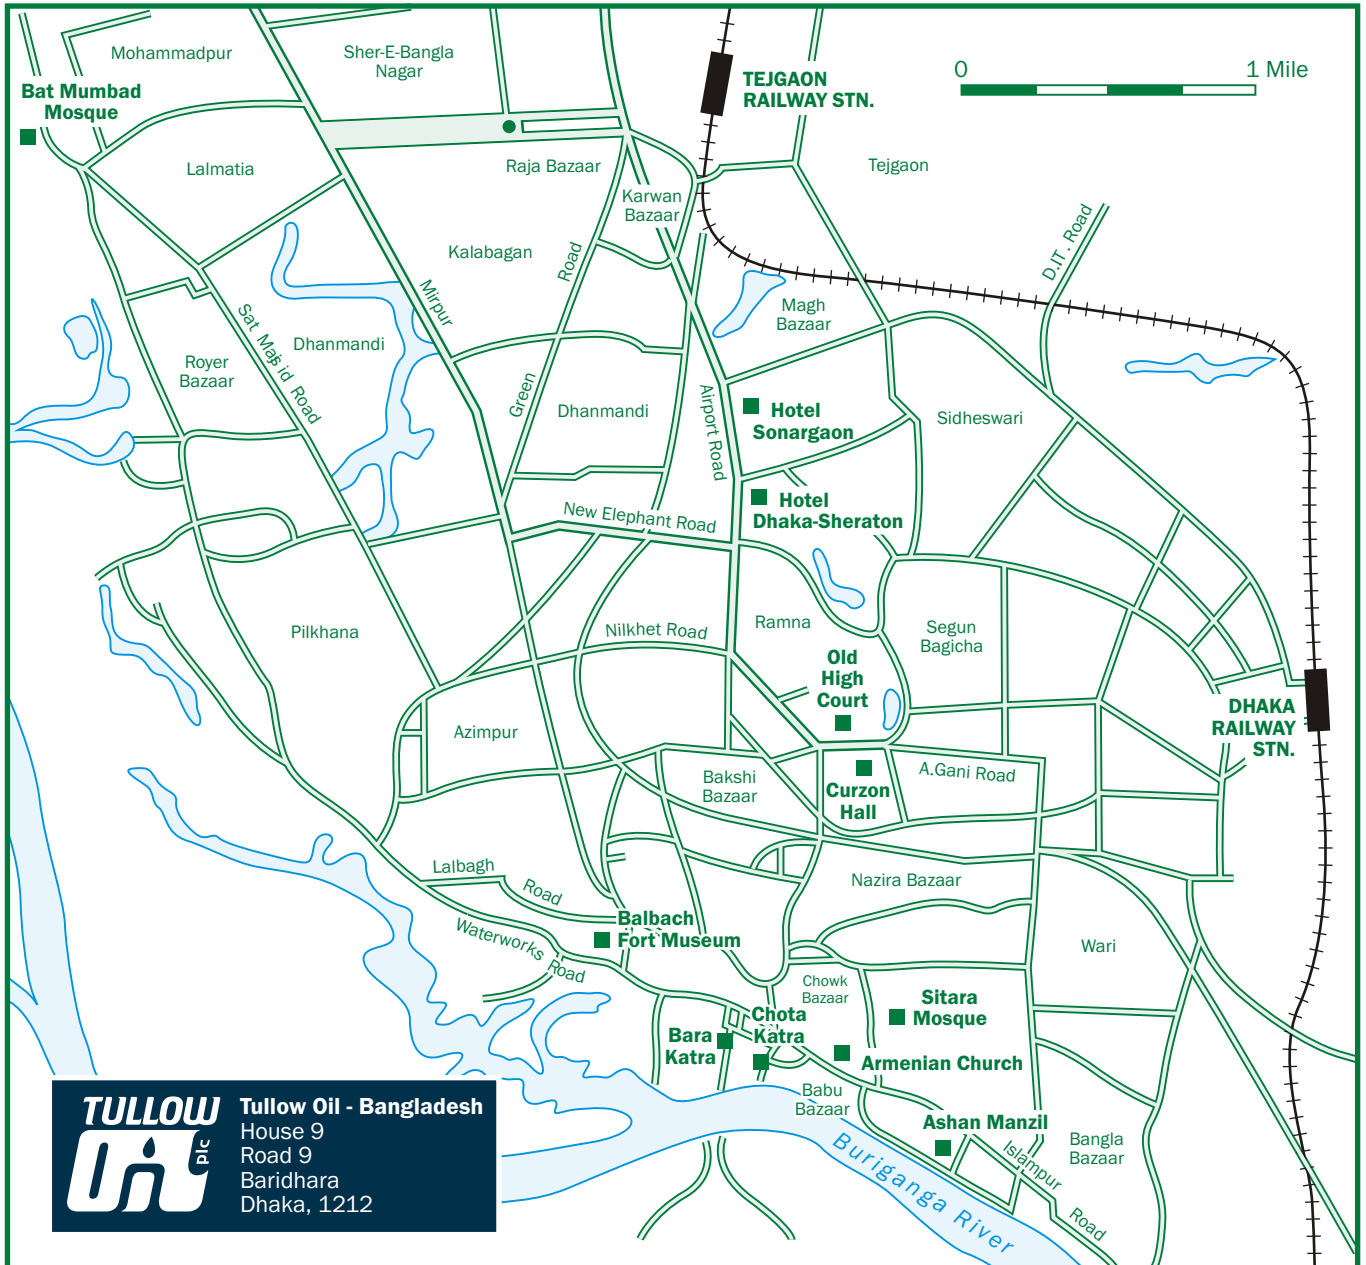 Mohammadpur
Sher-E-Bangla
Nagar
TEJGAON
RAILWAY STN.
0
1 Mile
Bat Mumbad
Mosque
Lalmatia
Raja Bazaar
Tejgaon
Karwan
Bazaar
Kalabagan
Road
D.IT. Road
Mirpur
Magh
Bazaar
Sat Masjid Road
Dhanmandi
Royer
Bazaar
Green
Dhanmandi
Airport Road
Hotel
Sonargaon
Sidheswari
Hotel
Dhaka-Sheraton
New Elephant Road
Pilkhana
Nilkhet Road
Ramna
Segun
Bagicha
Old
High
Court
DHAKA
RAILWAY
STN.
Azimpur
Bakshi
Bazaar
Curzon
Hall
A.Gani Road
Lalbagh
Road
Nazira Bazaar
Balbach
Fort Museum
Waterworks
Road
Wari
Chowk
Bazaar
Sitara
Mosque
Chota
Katra
Bara
Katra
Armenian Church
Babu
Bazaar
Ashan Manzil
Islampur
Road
Bangla
Bazaar
Buriganga River
TULLOW
Oil
plc
Tullow Oil - Bangladesh
House 9
Road 9
Baridhara
Dhaka, 1212